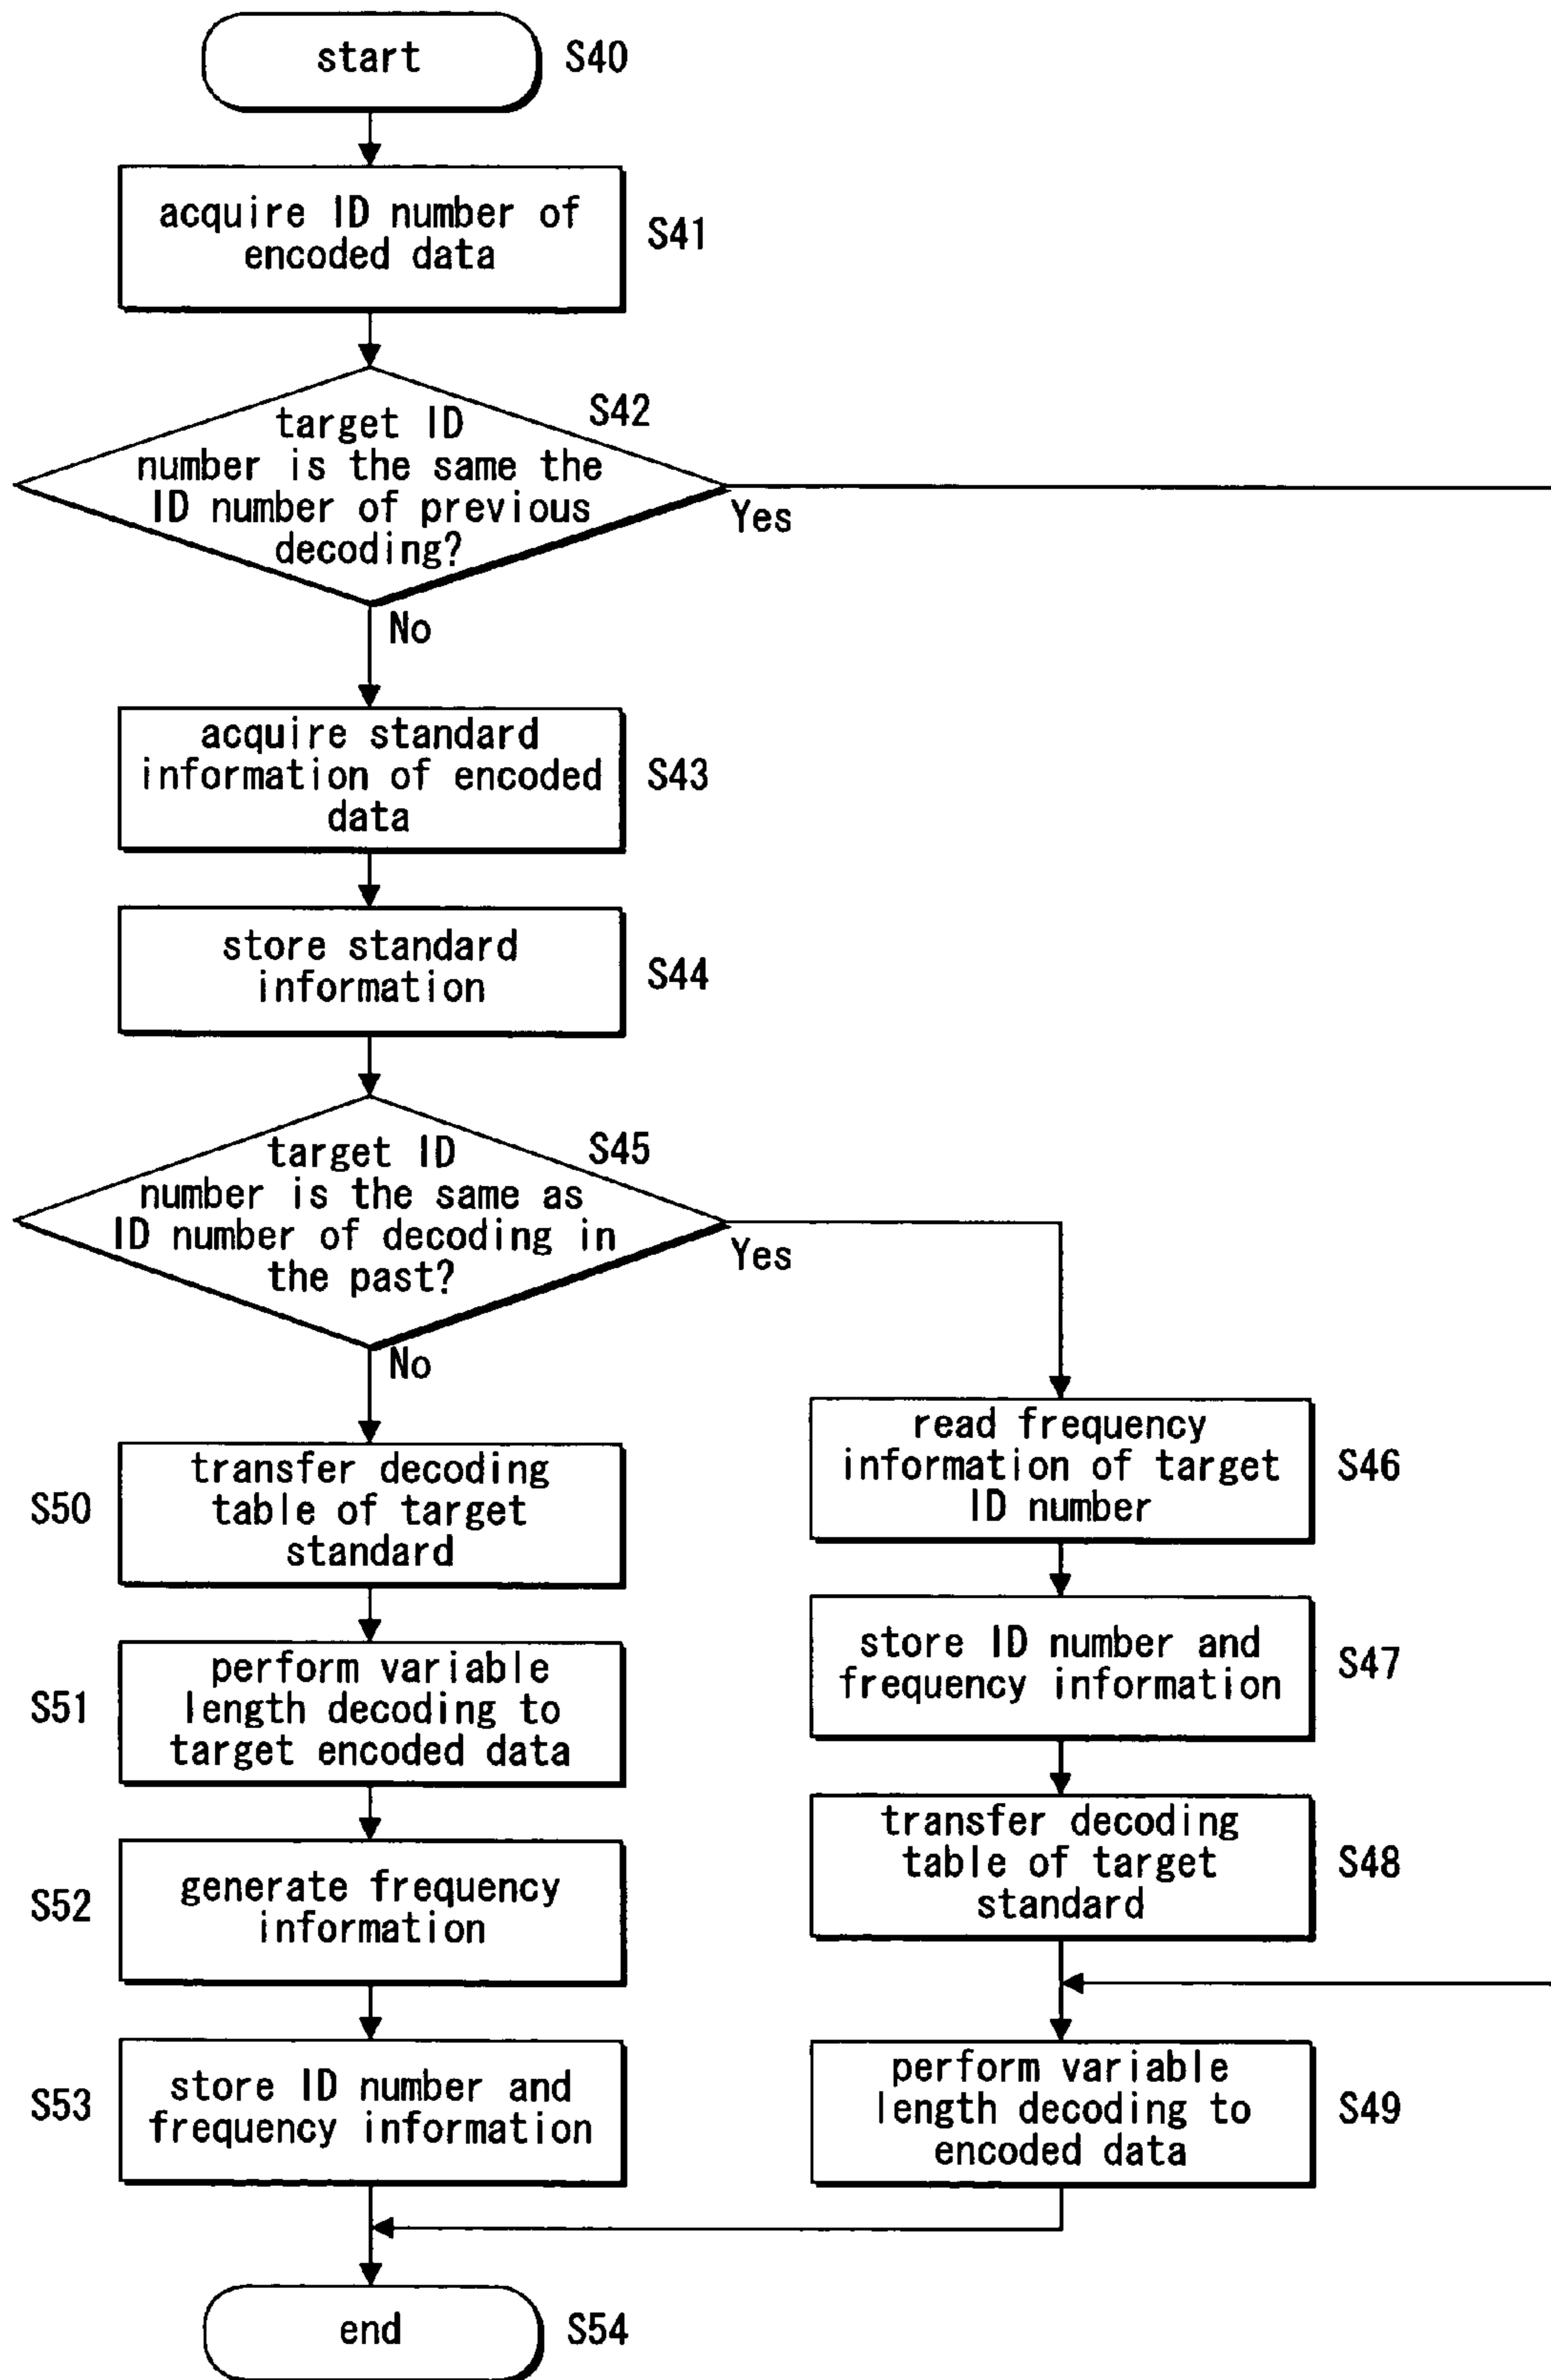 start
S40
acquire ID number of
encoded data
S41
S42
target ID
number is the same the
ID number of previous
decoding?
Yes
No
acquire standard
information of encoded
data
S43
store standard
information
S44
S45
target ID
number is the same as
ID number of decoding in
the past?
Yes
No
read frequency
information of target
ID number
S46
S50
transfer decoding
table of target
standard
store ID number and
frequency information
S47
S51
perform variable
length decoding to
target encoded data
transfer decoding
table of target
standard
S48
S52
generate frequency
information
S53
store ID number and
frequency information
perform variable
length decoding to
encoded data
S49
end
S54